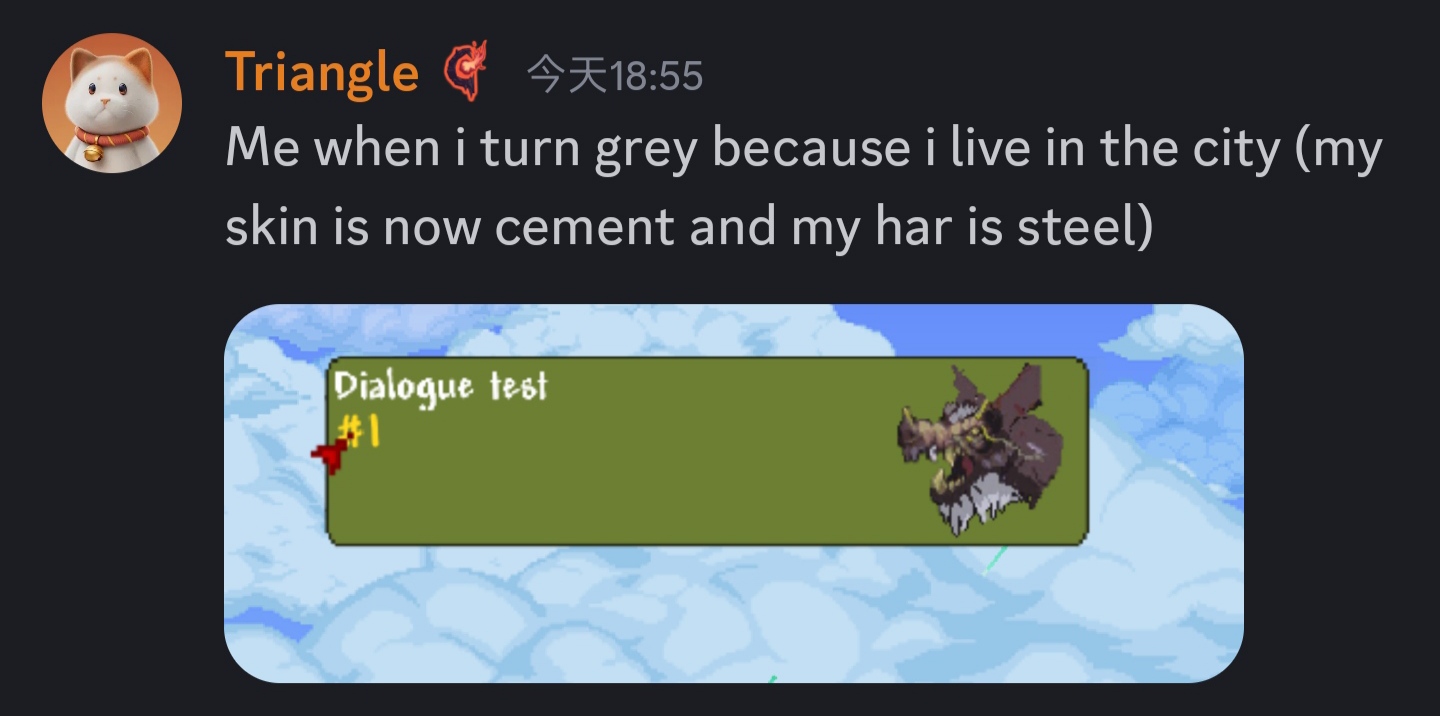 Triangle 今天18:55
Me when i turn grey because i live in the city (my
skin is now cement and my har is steel)
Dialogue test
#1